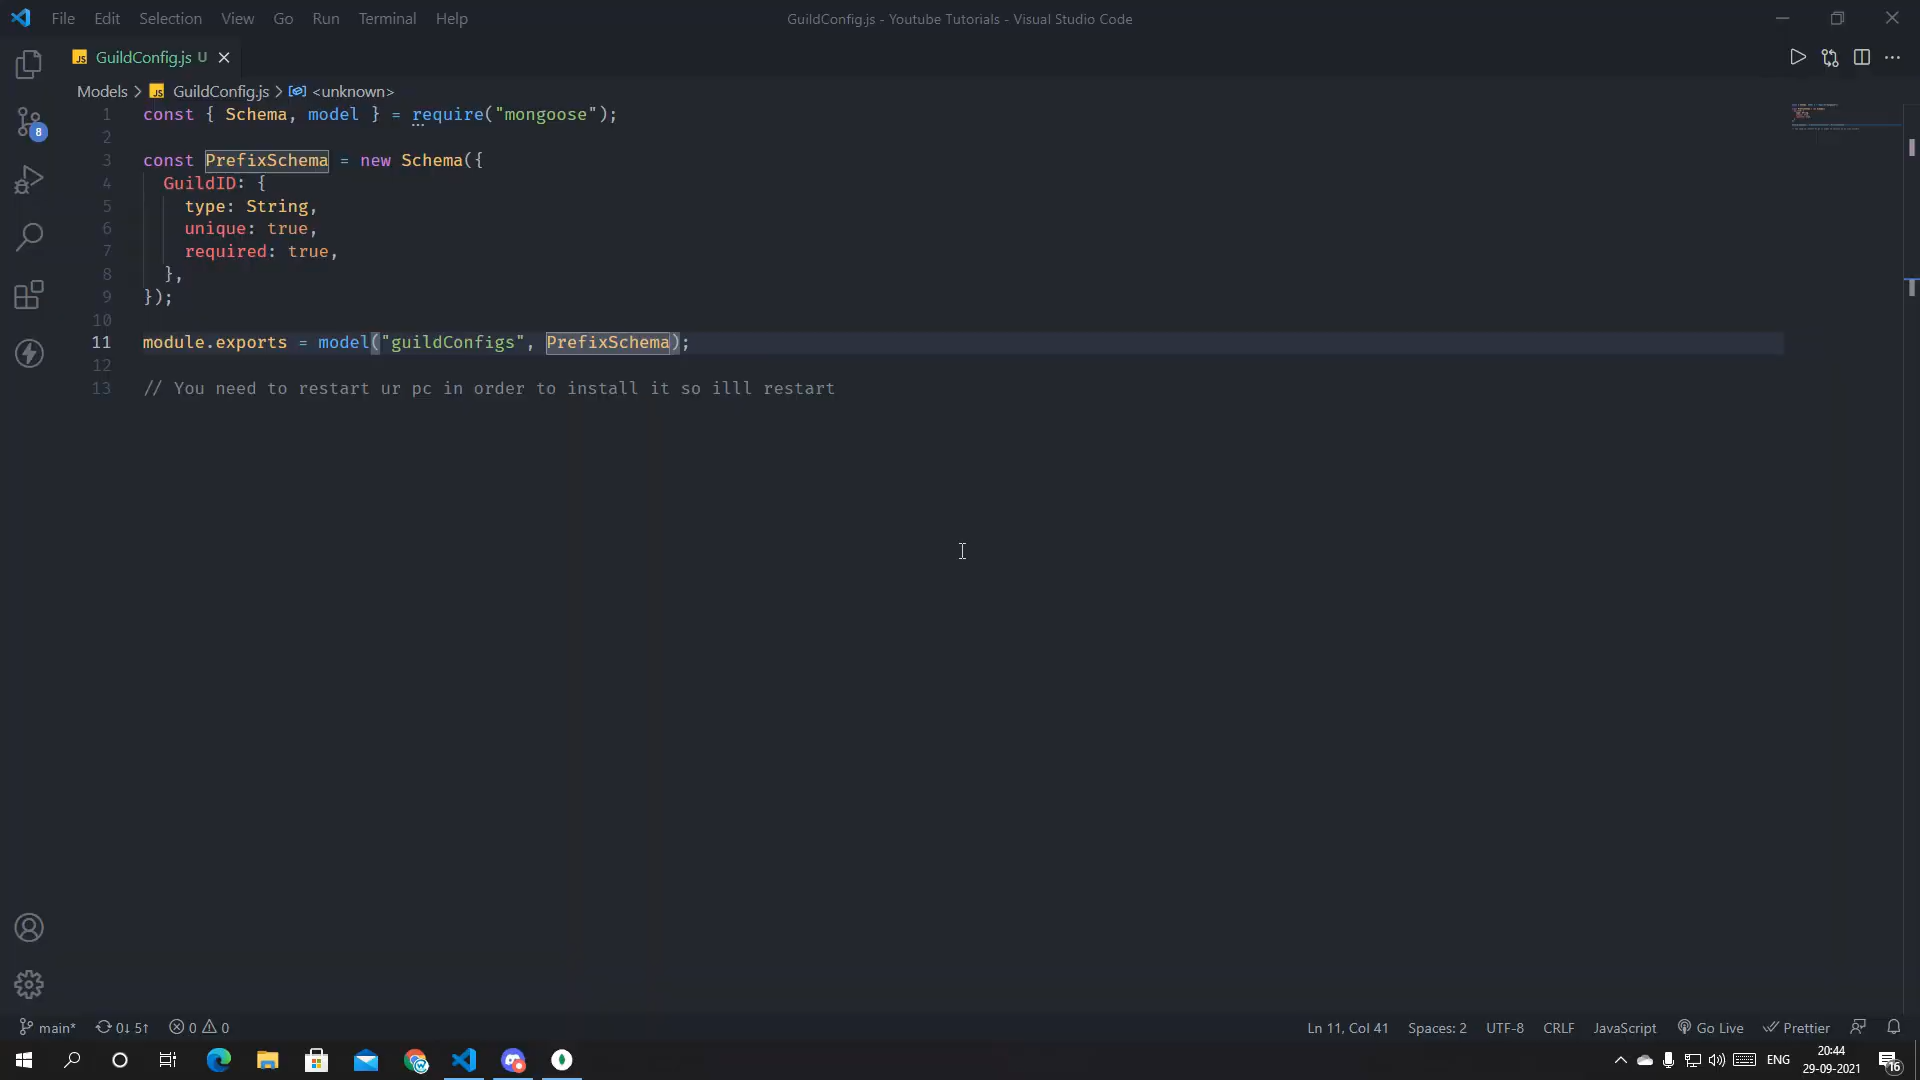 File Edit Selection View Go Run Terminal Help
GuildConfig.js - Youtube Tutorials - Visual Studio Code
JS GuildConfig.js U
Models > JS GuildConfig.js > <unknown>
1 const { Schema, model } = require("mongoose");
2
3 const PrefixSchema = new Schema({
4 GuildID: {
5 type: String,
6 unique: true,
7 required: true,
8 },
9 });
10
11 module.exports = model("guildConfigs", PrefixSchema);
12
13 // You need to restart ur pc in order to install it so illl restart
8
main* 0↓ 5↑ 0 0
Ln 11, Col 41 Spaces: 2 UTF-8 CRLF JavaScript Go Live Prettier
ENG
20:44
29-09-2021
16